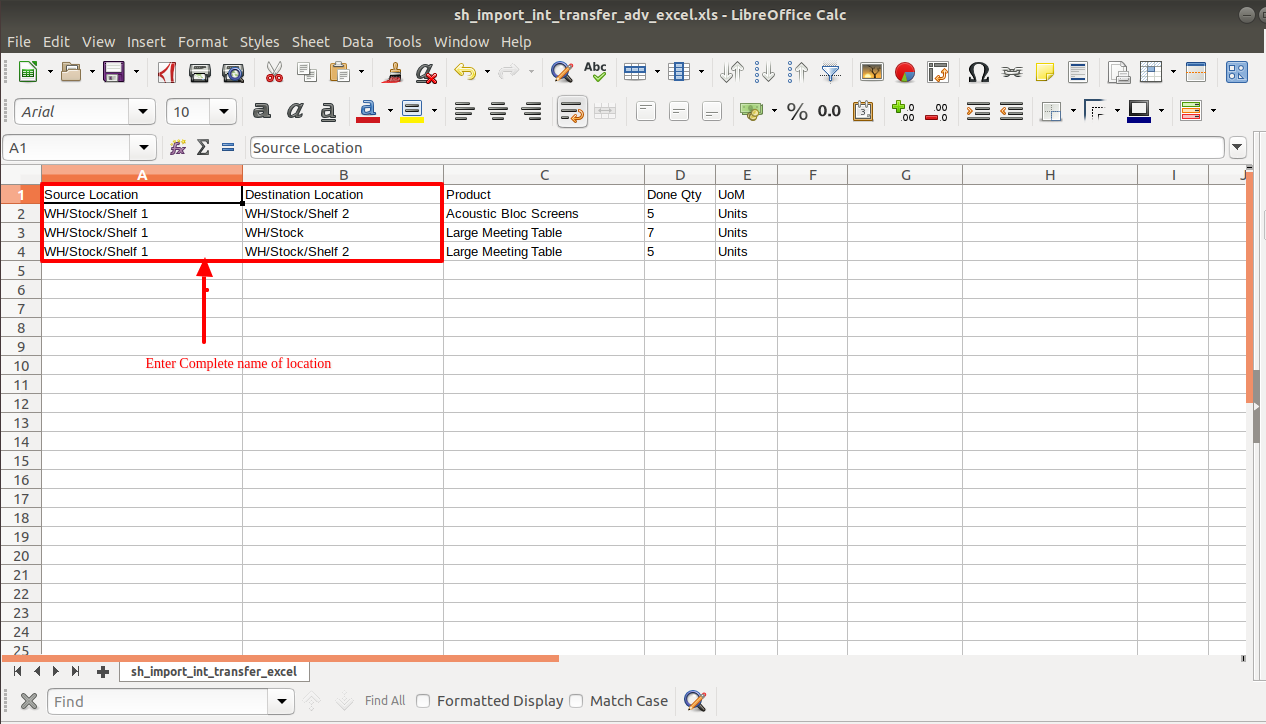 sh_import_int_transfer_adv_excel.xls - LibreOffice Calc
File Edit View Insert Format Styles Sheet Data Tools Window Help
Abc
Arial 10 a a a a % 0.0
A1 Σ = Source Location
A B C D E F G H I J
1 Source Location Destination Location Product Done Qty UoM
2 WH/Stock/Shelf 1 WH/Stock/Shelf 2 Acoustic Bloc Screens 5 Units
3 WH/Stock/Shelf 1 WH/Stock Large Meeting Table 7 Units
4 WH/Stock/Shelf 1 WH/Stock/Shelf 2 Large Meeting Table 5 Units
5
6
7
8
9
10 Enter Complete name of location
11
12
13
14
15
16
17
18
19
20
21
22
23
24
25
sh_import_int_transfer_excel
Find Find All Formatted Display Match Case